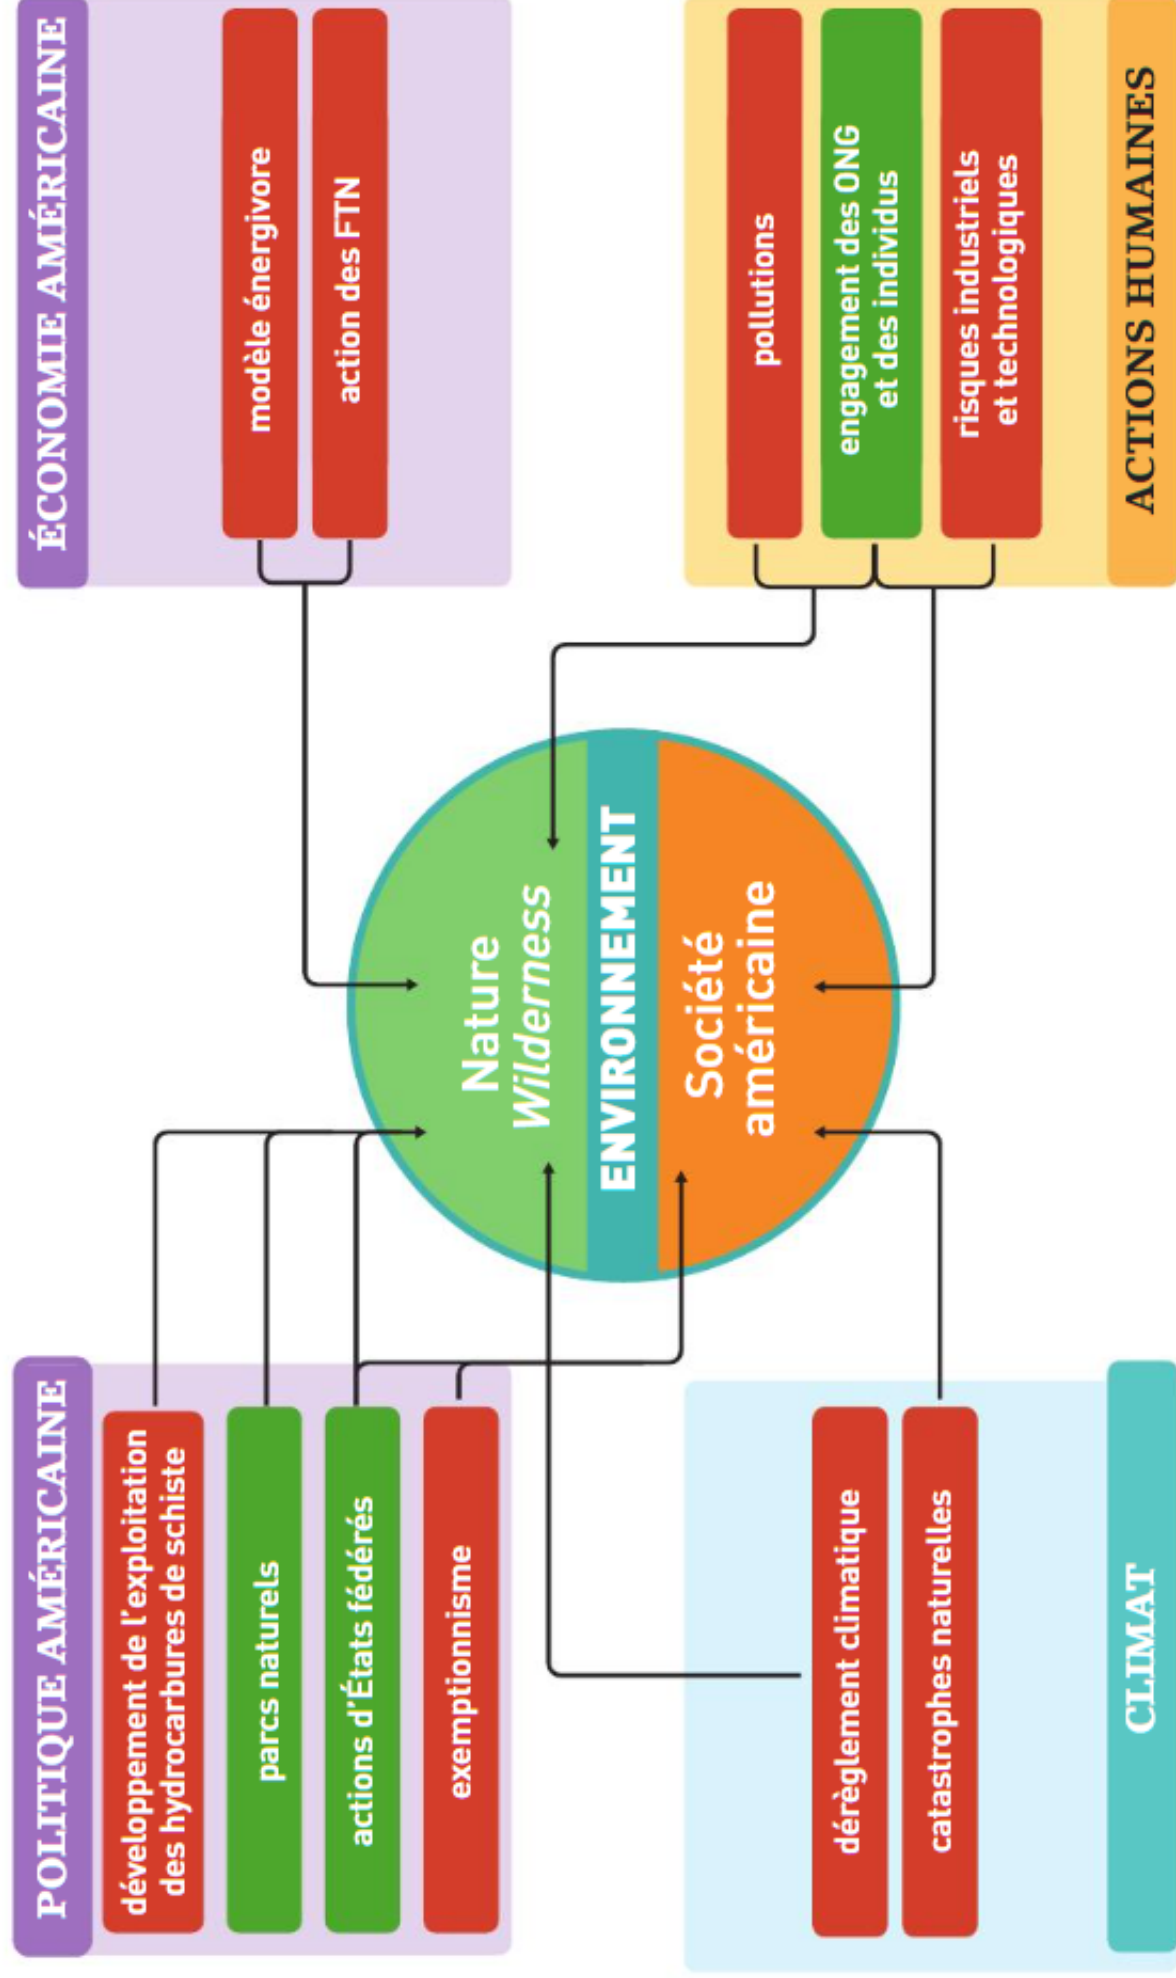 POLITIQUE AMÉRICAINE
développement de l'exploitation
des hydrocarbures de schiste
parcs naturels
actions d'États fédérés
exemptionnisme
ÉCONOMIE AMÉRICAINE
modèle énergivore
action des FTN
Nature
Wilderness
ENVIRONNEMENT
Société
américaine
dérèglement climatique
catastrophes naturelles
CLIMAT
pollutions
engagement des ONG
et des individus
risques industriels
et technologiques
ACTIONS HUMAINES